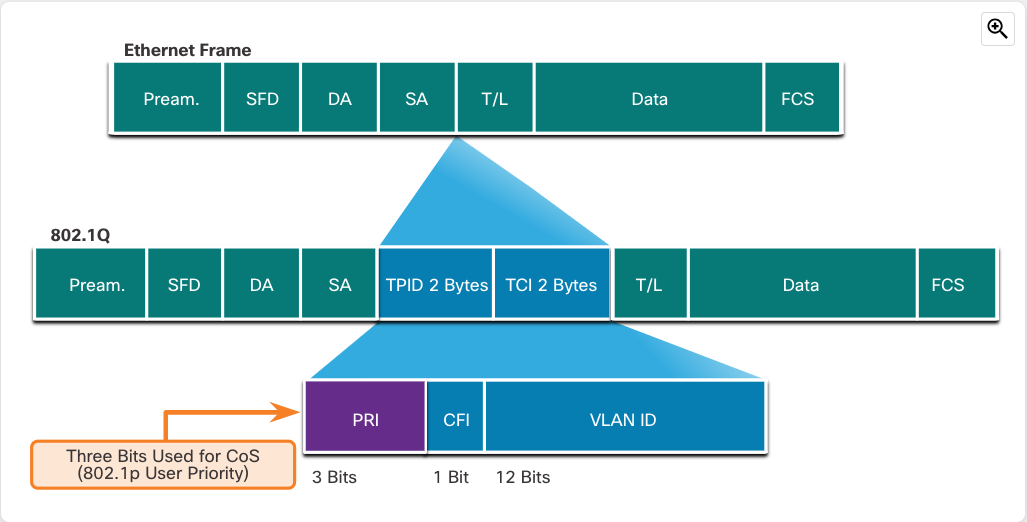 Ethernet Frame
Pream. SFD DA SA T/L Data FCS
802.1Q
Pream. SFD DA SA TPID 2 Bytes TCI 2 Bytes T/L Data FCS
PRI CFI VLAN ID
Three Bits Used for CoS
(802.1p User Priority)
3 Bits 1 Bit 12 Bits